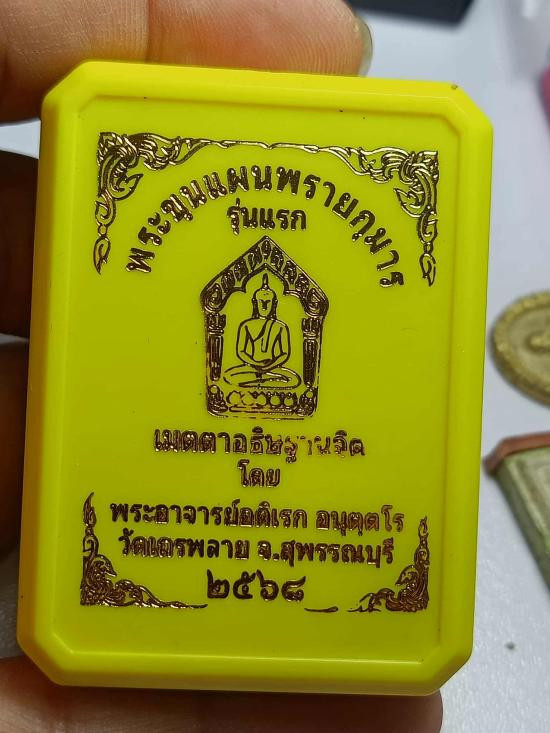 พระขุนแผนพรายกุมาร
รุ่นแรก
เมตตาอธิษฐานจิต
โดย
พระอาจารย์อติเรก อนุตฺตโร
วัดเถรพลาย จ.สุพรรณบุรี
๒๕๖๘